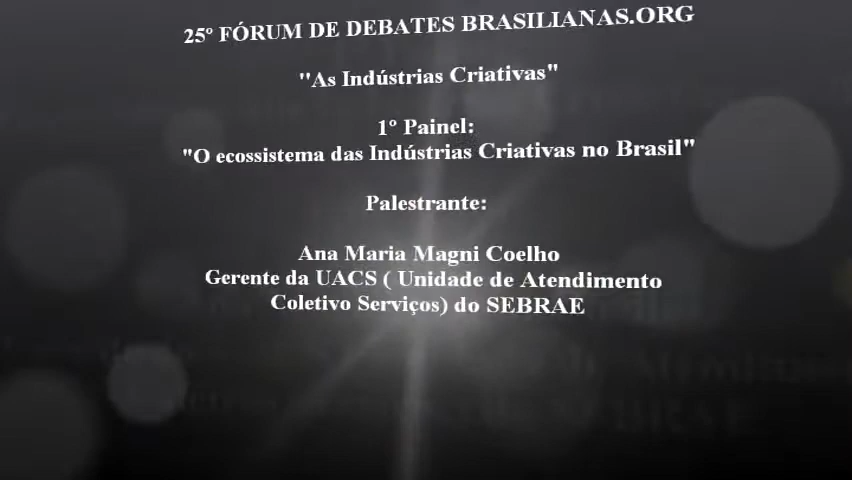 25º FÓRUM DE DEBATES BRASILIANAS.ORG
"As Indústrias Criativas"
1º Painel:
"O ecossistema das Indústrias Criativas no Brasil"
Palestrante:
Ana Maria Magni Coelho
Gerente da UACS ( Unidade de Atendimento
Coletivo Serviços) do SEBRAE